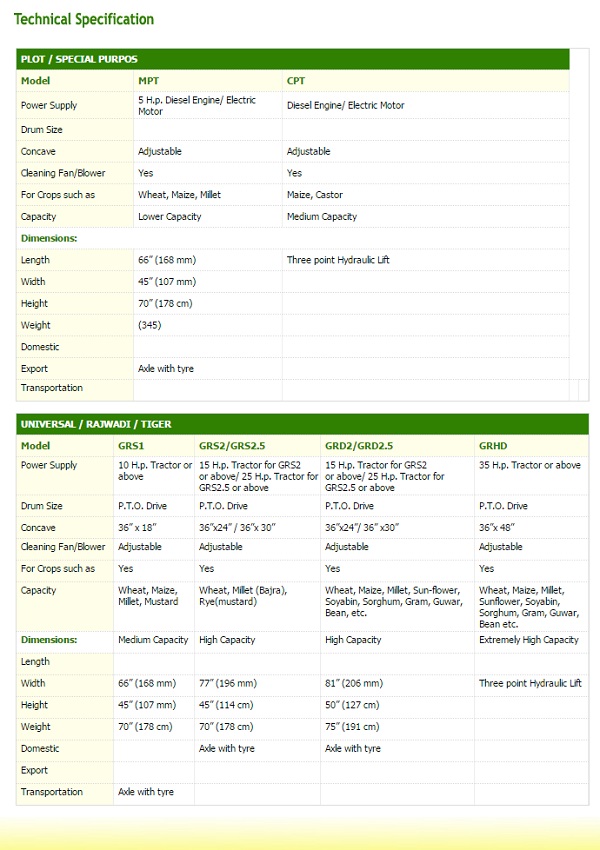 Technical Specification
PLOT / SPECIAL PURPOS
Model MPT CPT
Power Supply 5 H.p. Diesel Engine/ Electric Motor Diesel Engine/ Electric Motor
Drum Size
Concave Adjustable Adjustable
Cleaning Fan/Blower Yes Yes
For Crops such as Wheat, Maize, Millet Maize, Castor
Capacity Lower Capacity Medium Capacity
Dimensions:
Length 66” (168 mm) Three point Hydraulic Lift
Width 45” (107 mm)
Height 70” (178 cm)
Weight (345)
Domestic
Export Axle with tyre
Transportation
UNIVERSAL / RAJWADI / TIGER
Model GRS1 GRS2/GRS2.5 GRD2/GRD2.5 GRHD
Power Supply 10 H.p. Tractor or 15 H.p. Tractor for GRS2 15 H.p. Tractor for GRS2 35 H.p. Tractor or above
above or above/ 25 H.p. Tractor for or above/ 25 H.p. Tractor for
GRS2.5 or above GRS2.5 or above
Drum Size P.T.O. Drive P.T.O. Drive P.T.O. Drive P.T.O. Drive
Concave 36”x 18” 36”x24” / 36”x 30” 36”x24”/ 36” x30” 36”x 48”
Cleaning Fan/Blower Adjustable Adjustable Adjustable Adjustable
For Crops such as Yes Yes Yes Yes
Capacity Wheat, Maize, Wheat, Millet (Bajra), Wheat, Maize, Millet, Sun-flower, Wheat, Maize, Millet,
Millet, Mustard Rye(mustard) Soyabin, Sorghum, Gram, Guwar, Sunflower, Soyabin,
Bean, etc. Sorghum, Gram, Guwar,
Bean etc.
Dimensions: Medium Capacity High Capacity High Capacity Extremely High Capacity
Length
Width 66” (168 mm) 77” (196 mm) 81” (206 mm) Three point Hydraulic Lift
Height 45” (107 mm) 45” (114 cm) 50” (127 cm)
Weight 70” (178 cm) 70” (178 cm) 75” (191 cm)
Domestic Axle with tyre Axle with tyre
Export
Transportation Axle with tyre